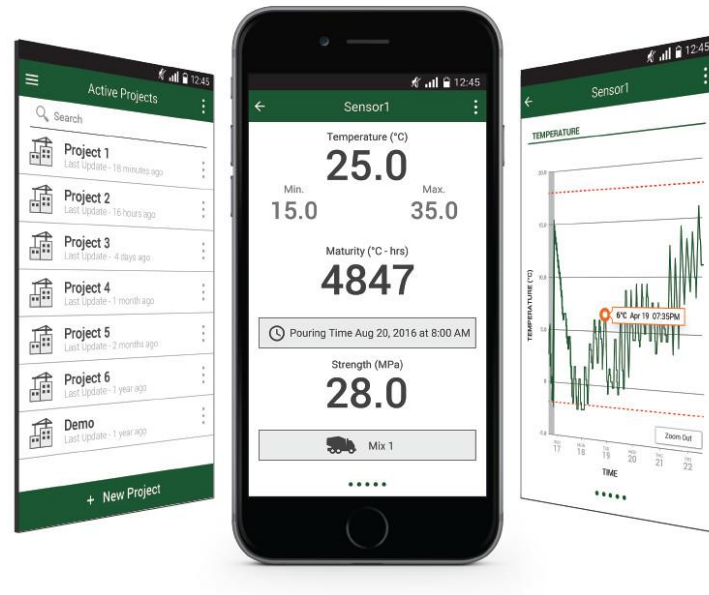 12:45
Active Projects
Search
Project 1
Last Update - 18 minutes ago
Project 2
Last Update - 16 hours ago
Project 3
Last Update - 4 days ago
Project 4
Last Update - 1 month ago
Project 5
Last Update - 2 months ago
Project 6
Last Update - 1 year ago
Demo
Last Update - 1 year ago
+ New Project
12:45
Sensor1
Temperature (°C)
25.0
Min. Max.
15.0 35.0
Maturity (°C - hrs)
4847
Pouring Time Aug 20, 2016 at 8:00 AM
Strength (MPa)
28.0
Mix 1
12:45
Sensor1
TEMPERATURE
TEMPERATURE (°C)
0
6°C Apr 19 07:35PM
Zoom Out
17 18 19 20 21 22
TIME